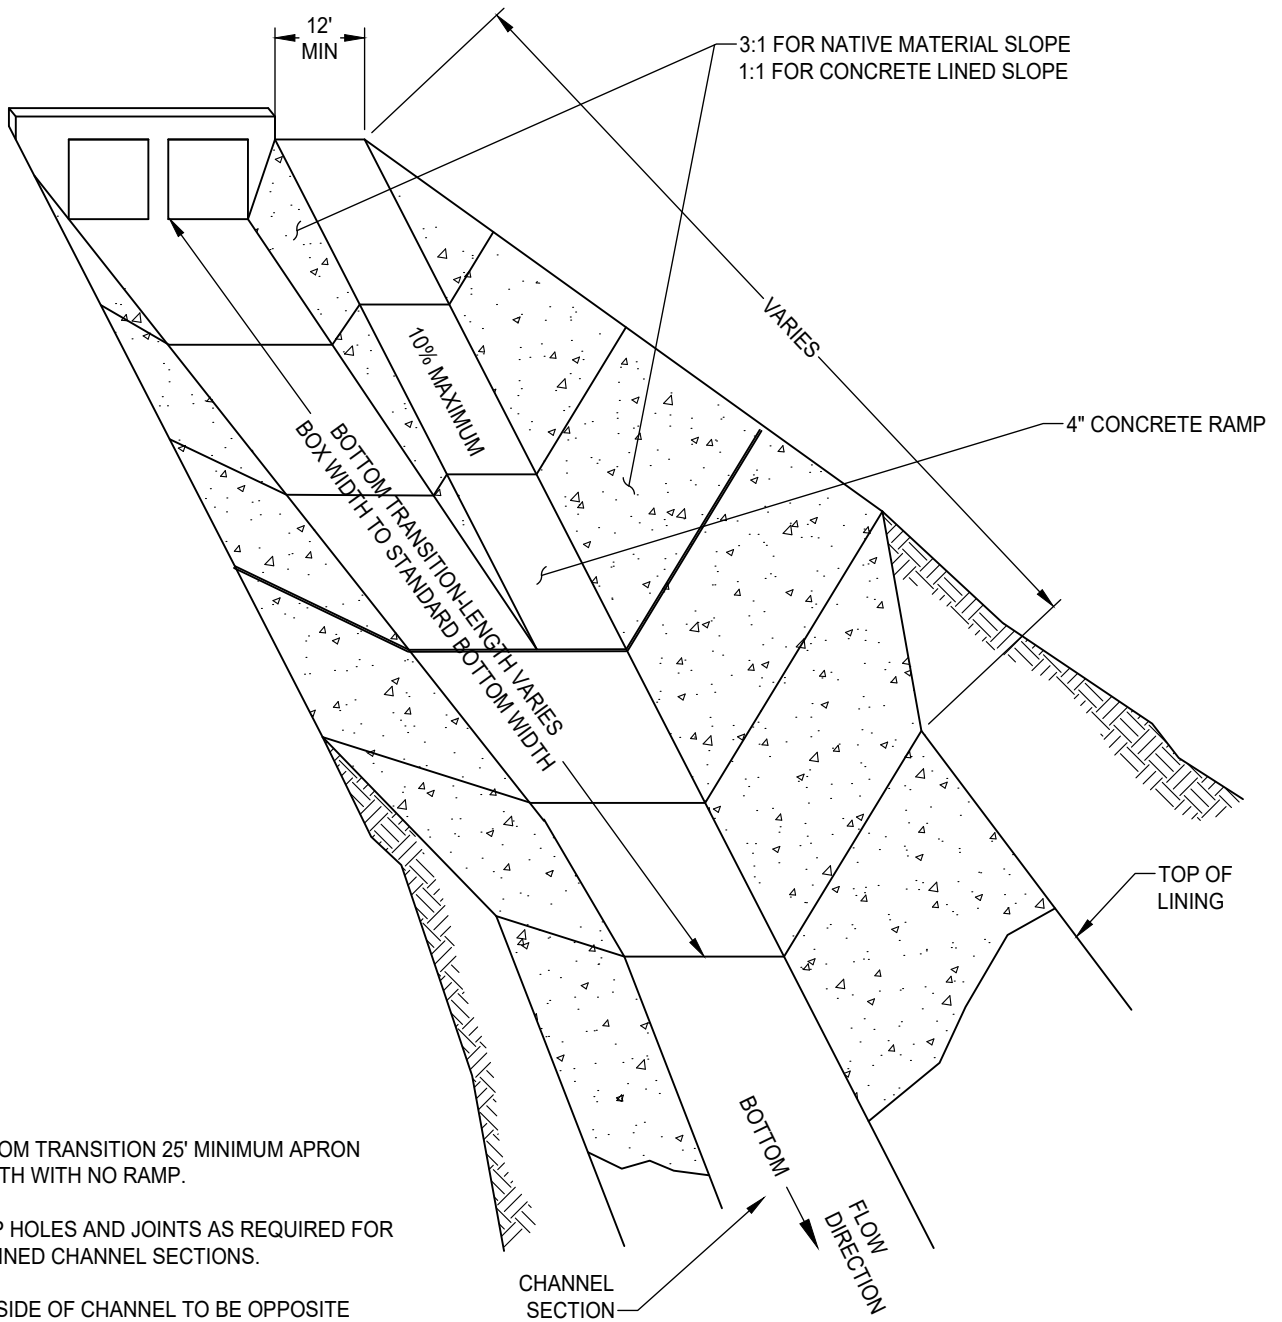 12'
MIN
3:1 FOR NATIVE MATERIAL SLOPE
1:1 FOR CONCRETE LINED SLOPE
VARIES
10% MAXIMUM
4" CONCRETE RAMP
BOTTOM TRANSITION-LENGTH VARIES
BOX WIDTH TO STANDARD BOTTOM WIDTH
TOP OF
LINING
BOTTOM
FLOW
DIRECTION
CHANNEL
SECTION
OM TRANSITION 25' MINIMUM APRON
TH WITH NO RAMP.
P HOLES AND JOINTS AS REQUIRED FOR
INED CHANNEL SECTIONS.
SIDE OF CHANNEL TO BE OPPOSITE